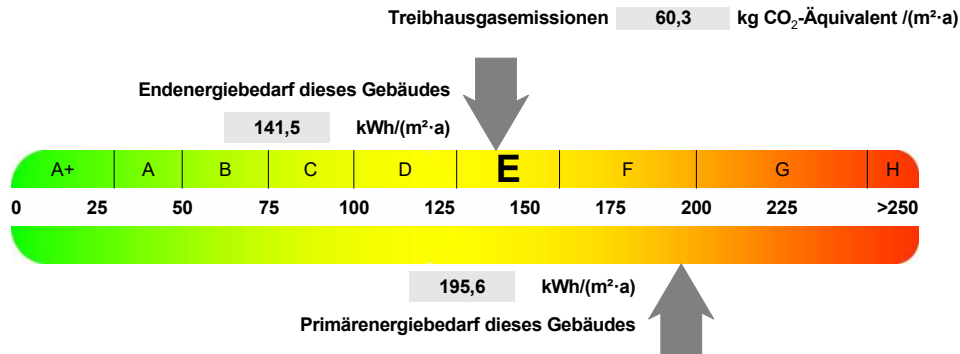 Treibhausgasemissionen 60,3 kg CO₂-Äquivalent /(m²·a)
Endenergiebedarf dieses Gebäudes
141,5 kWh/(m²·a)
A+ A B C D E F G H
0 25 50 75 100 125 150 175 200 225 >250
195,6 kWh/(m²·a)
Primärenergiebedarf dieses Gebäudes